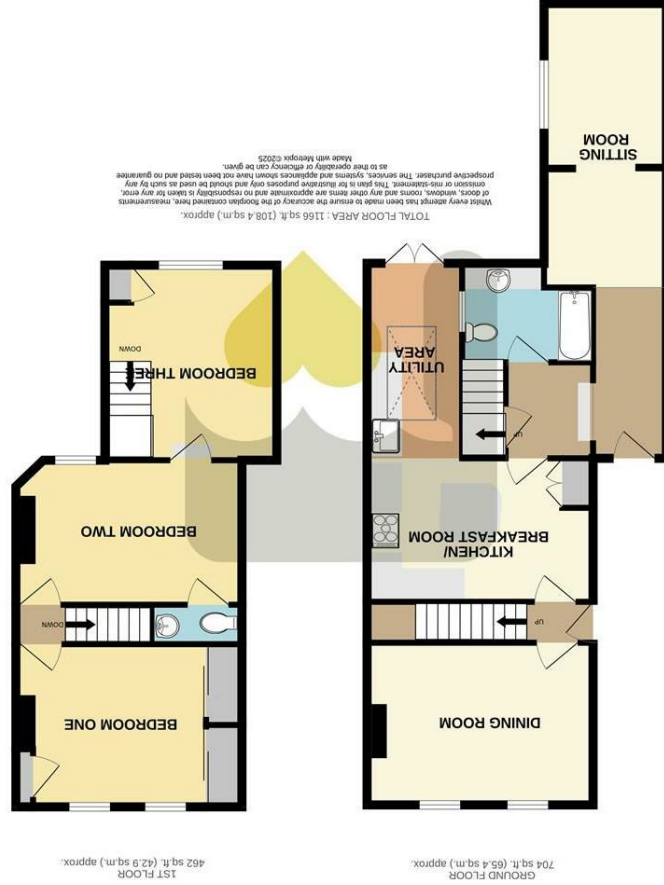 GROUND FLOOR
704 sq.ft. (65.4 sq.m.) approx.
DINING ROOM
UP
KITCHEN/
BREAKFAST ROOM
UP
UTILITY
AREA
SITTING
ROOM
1ST FLOOR
462 sq.ft. (42.9 sq.m.) approx.
BEDROOM ONE
DOWN
BEDROOM TWO
BEDROOM THREE
DOWN
TOTAL FLOOR AREA : 1166 sq.ft. (108.4 sq.m.) approx.
Whilst every attempt has been made to ensure the accuracy of the floorplan contained here, measurements
of doors, windows, rooms and any other items are approximate and no responsibility is taken for any error,
omission or mis-statement. This plan is for illustrative purposes only and should be used as such by any
prospective purchaser. The services, systems and appliances shown have not been tested and no guarantee
as to their operability or efficiency can be given.
Made with Metropix ©2025